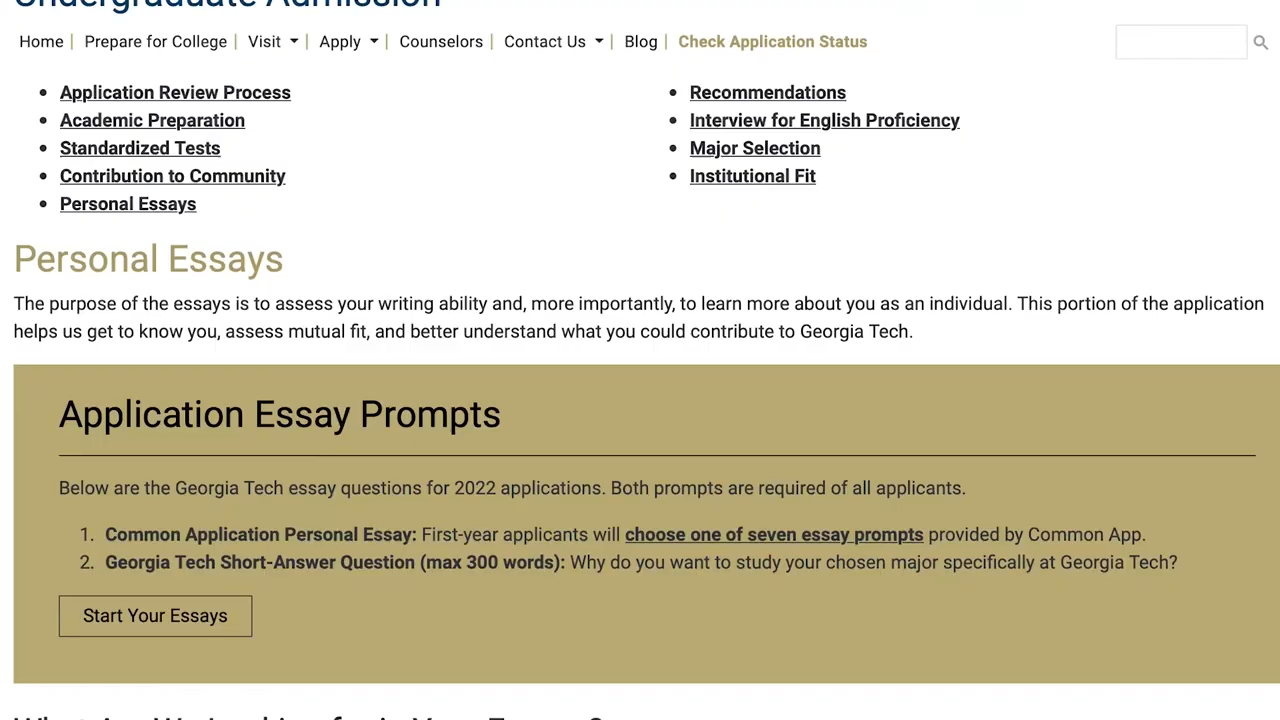 Undergraduate Admission
Home | Prepare for College | Visit | Apply | Counselors | Contact Us | Blog | Check Application Status
Application Review Process
Academic Preparation
Standardized Tests
Contribution to Community
Personal Essays
Recommendations
Interview for English Proficiency
Major Selection
Institutional Fit
Personal Essays
The purpose of the essays is to assess your writing ability and, more importantly, to learn more about you as an individual. This portion of the application
helps us get to know you, assess mutual fit, and better understand what you could contribute to Georgia Tech.
Application Essay Prompts
Below are the Georgia Tech essay questions for 2022 applications. Both prompts are required of all applicants.
1. Common Application Personal Essay: First-year applicants will choose one of seven essay prompts provided by Common App.
2. Georgia Tech Short-Answer Question (max 300 words): Why do you want to study your chosen major specifically at Georgia Tech?
Start Your Essays